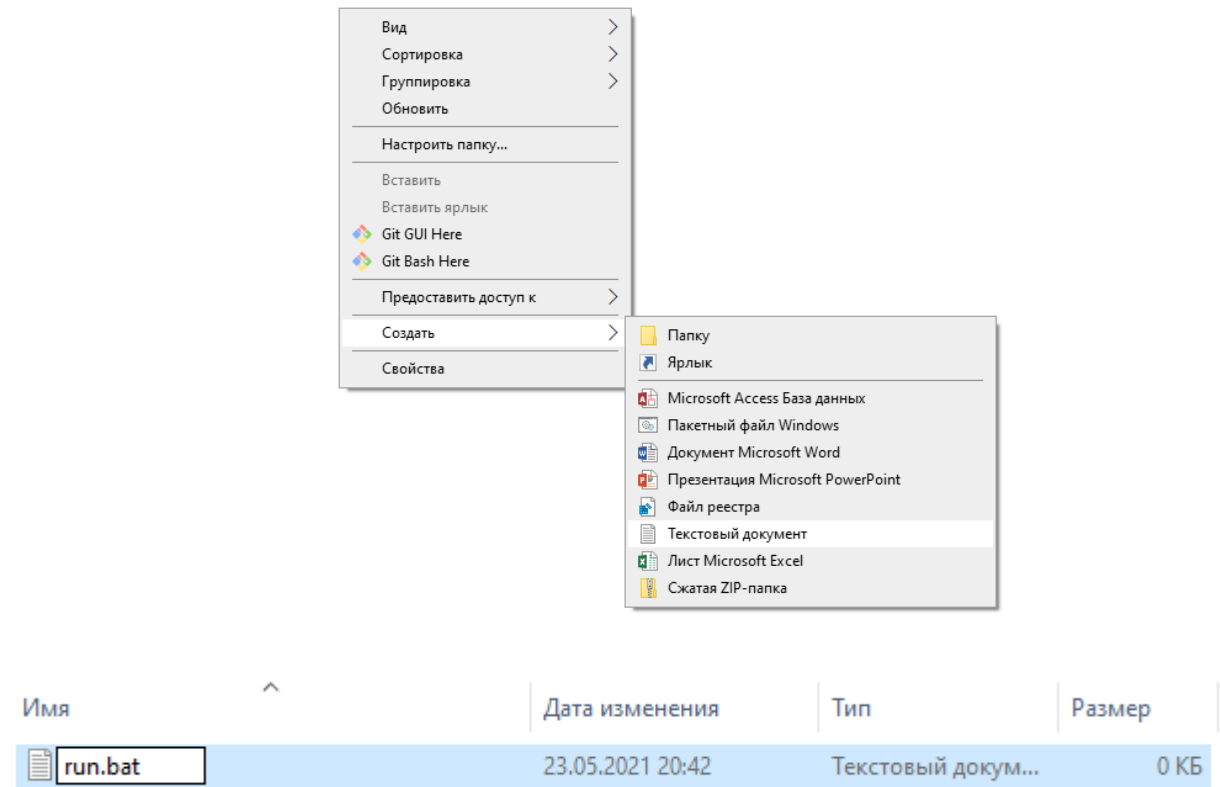 Вид
Сортировка
Группировка
Обновить
Настроить папку...
Вставить
Вставить ярлык
Git GUI Here
Git Bash Here
Предоставить доступ к
Создать
Свойства
Папку
Ярлык
Microsoft Access База данных
Пакетный файл Windows
Документ Microsoft Word
Презентация Microsoft PowerPoint
Файл реестра
Текстовый документ
Лист Microsoft Excel
Сжатая ZIP-папка
Имя Дата изменения Тип Размер
run.bat 23.05.2021 20:42 Текстовый докум... 0 КБ